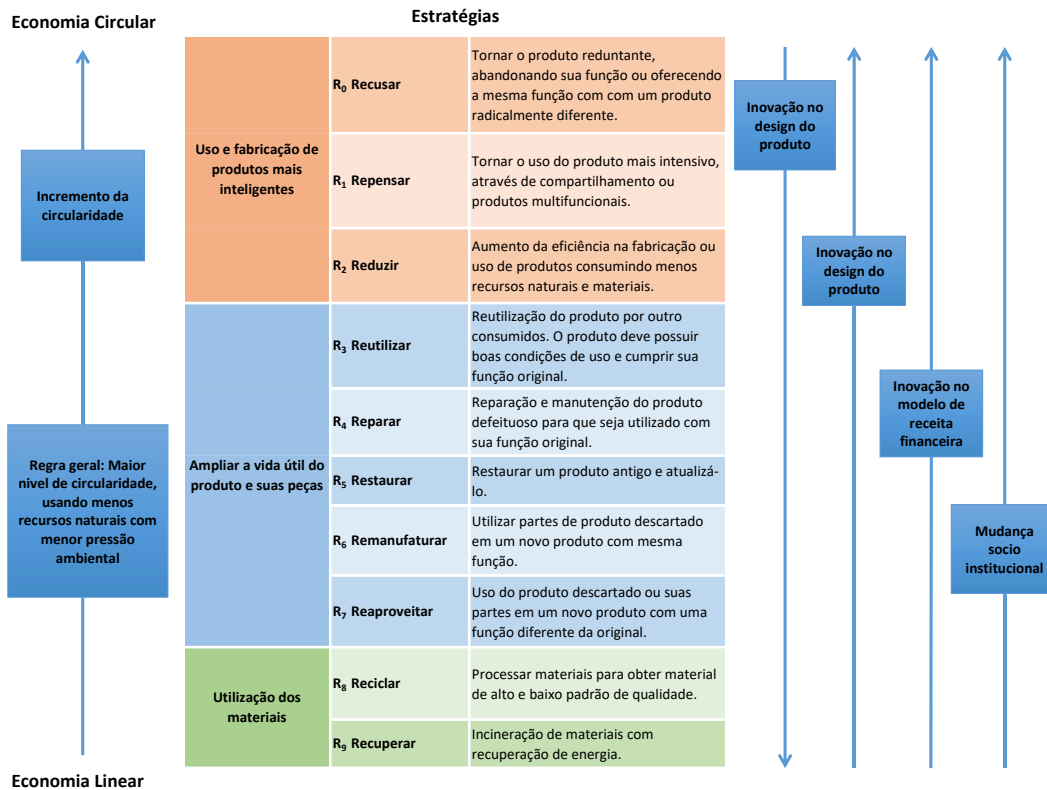 Economia Circular
Estratégias
Incremento da
circularidade
Regra geral: Maior
nivel de circularidade,
usando menos
recursos naturais com
menor pressão
ambiental
Economia Linear
Uso e fabricação de
produtos mais
inteligentes
R0 Recusar
Tornar o produto reduntante,
abandonando sua função ou oferecendo
a mesma função com com um produto
radicalmente diferente.
R1 Repensar
Tornar o uso do produto mais intensivo,
através de compartilhamento ou
produtos multifuncionais.
R2 Reduzir
Aumento da eficiência na fabricação ou
uso de produtos consumindo menos
recursos naturais e materiais.
Ampliar a vida útil do
produto e suas peças
R3 Reutilizar
Reutilização do produto por outro
consumidos. O produto deve possuir
boas condições de uso e cumprir sua
função original.
R4 Reparar
Reparação e manutenção do produto
defeituoso para que seja utilizado com
sua função original.
R5 Restaurar
Restaurar um produto antigo e atualizá-
lo.
R6 Remanufaturar
Utilizar partes de produto descartado
em um novo produto com mesma
função.
R7 Reaproveitar
Uso do produto descartado ou suas
partes em um novo produto com uma
função diferente da original.
Utilização dos
materiais
R8 Reciclar
Processar materiais para obter material
de alto e baixo padrão de qualidade.
R9 Recuperar
Incineração de materiais com
recuperação de energia.
Inovação no
design do
produto
Inovação no
design do
produto
Inovação no
modelo de
receita
financeira
Mudança
socio
institucional